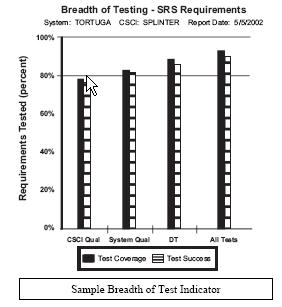 Breadth of Testing - SRS Requirements
System: TORTUGA CSCI: SPLINTER Report Date: 5/5/2002
Requirements Tested (percent)
100%
80%
60%
40%
20%
0%
CSCI Qual System Qual DT All Tests
Test Coverage Test Success
Sample Breadth of Test Indicator